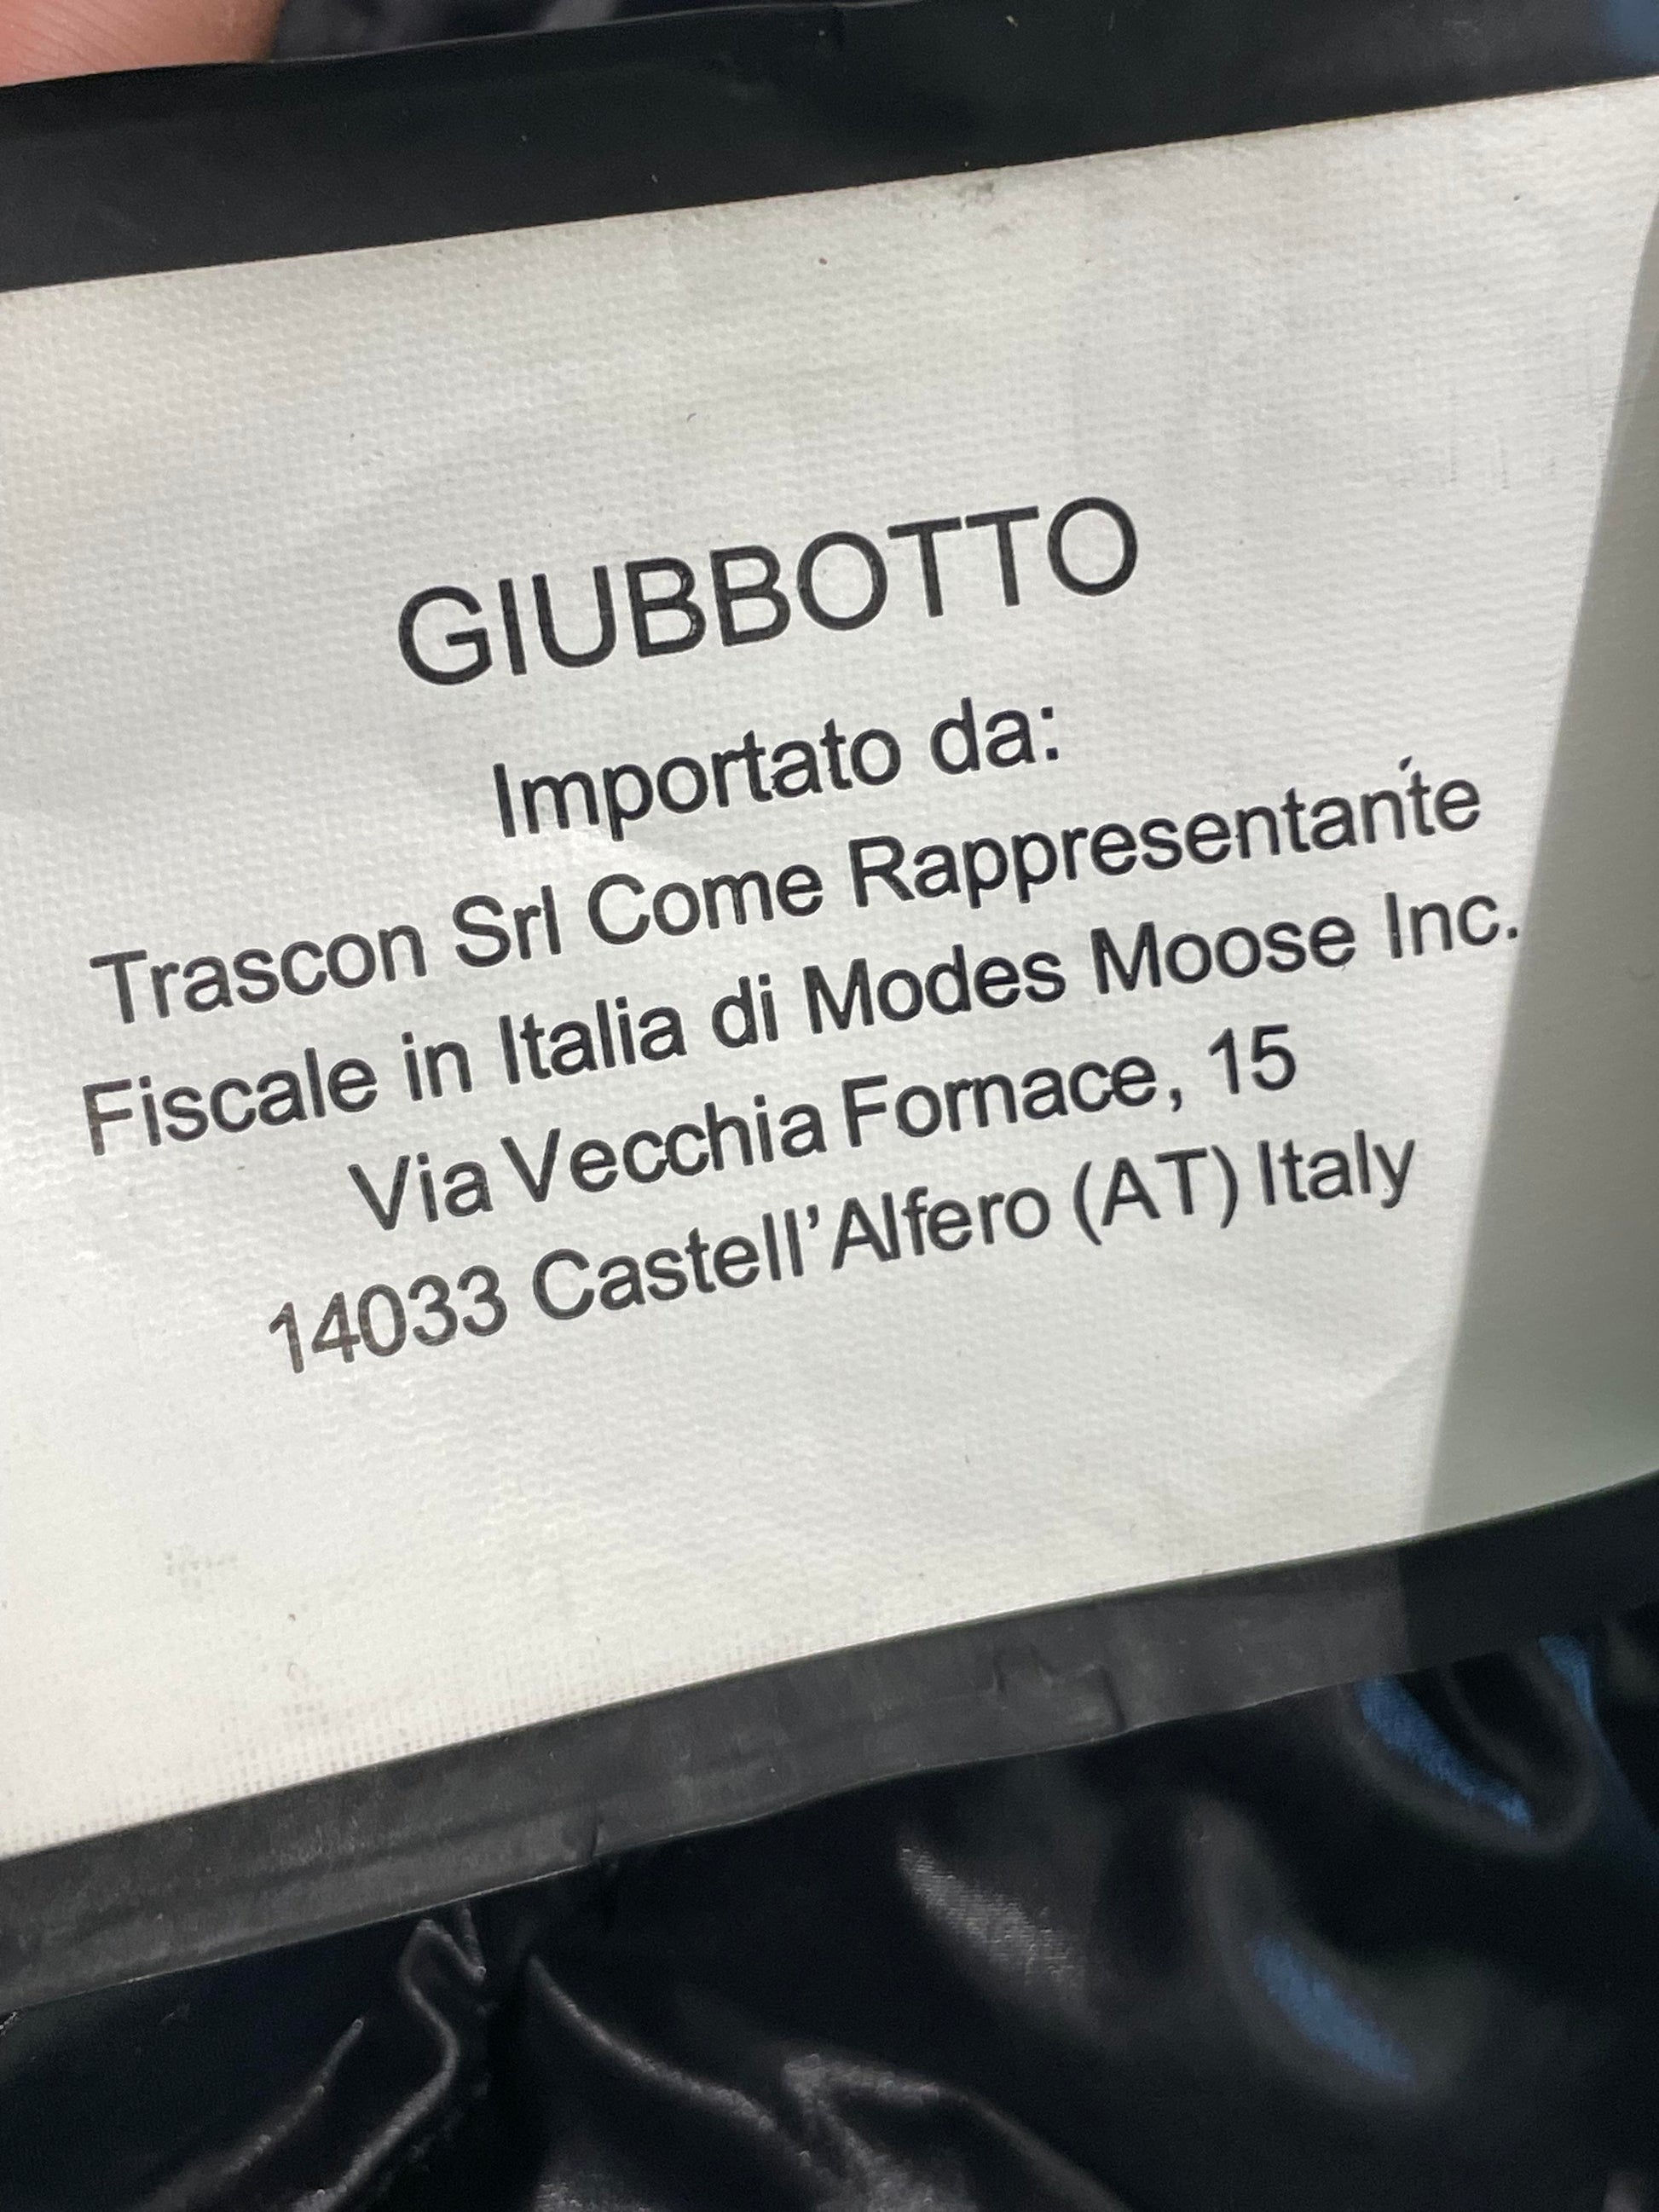 GIUBBOTTO
Importato da:
Trascon Srl Come Rappresentante
Fiscale in Italia di Modes Moose Inc.
Via Vecchia Fornace, 15
14033 Castell'Alfero (AT) Italy